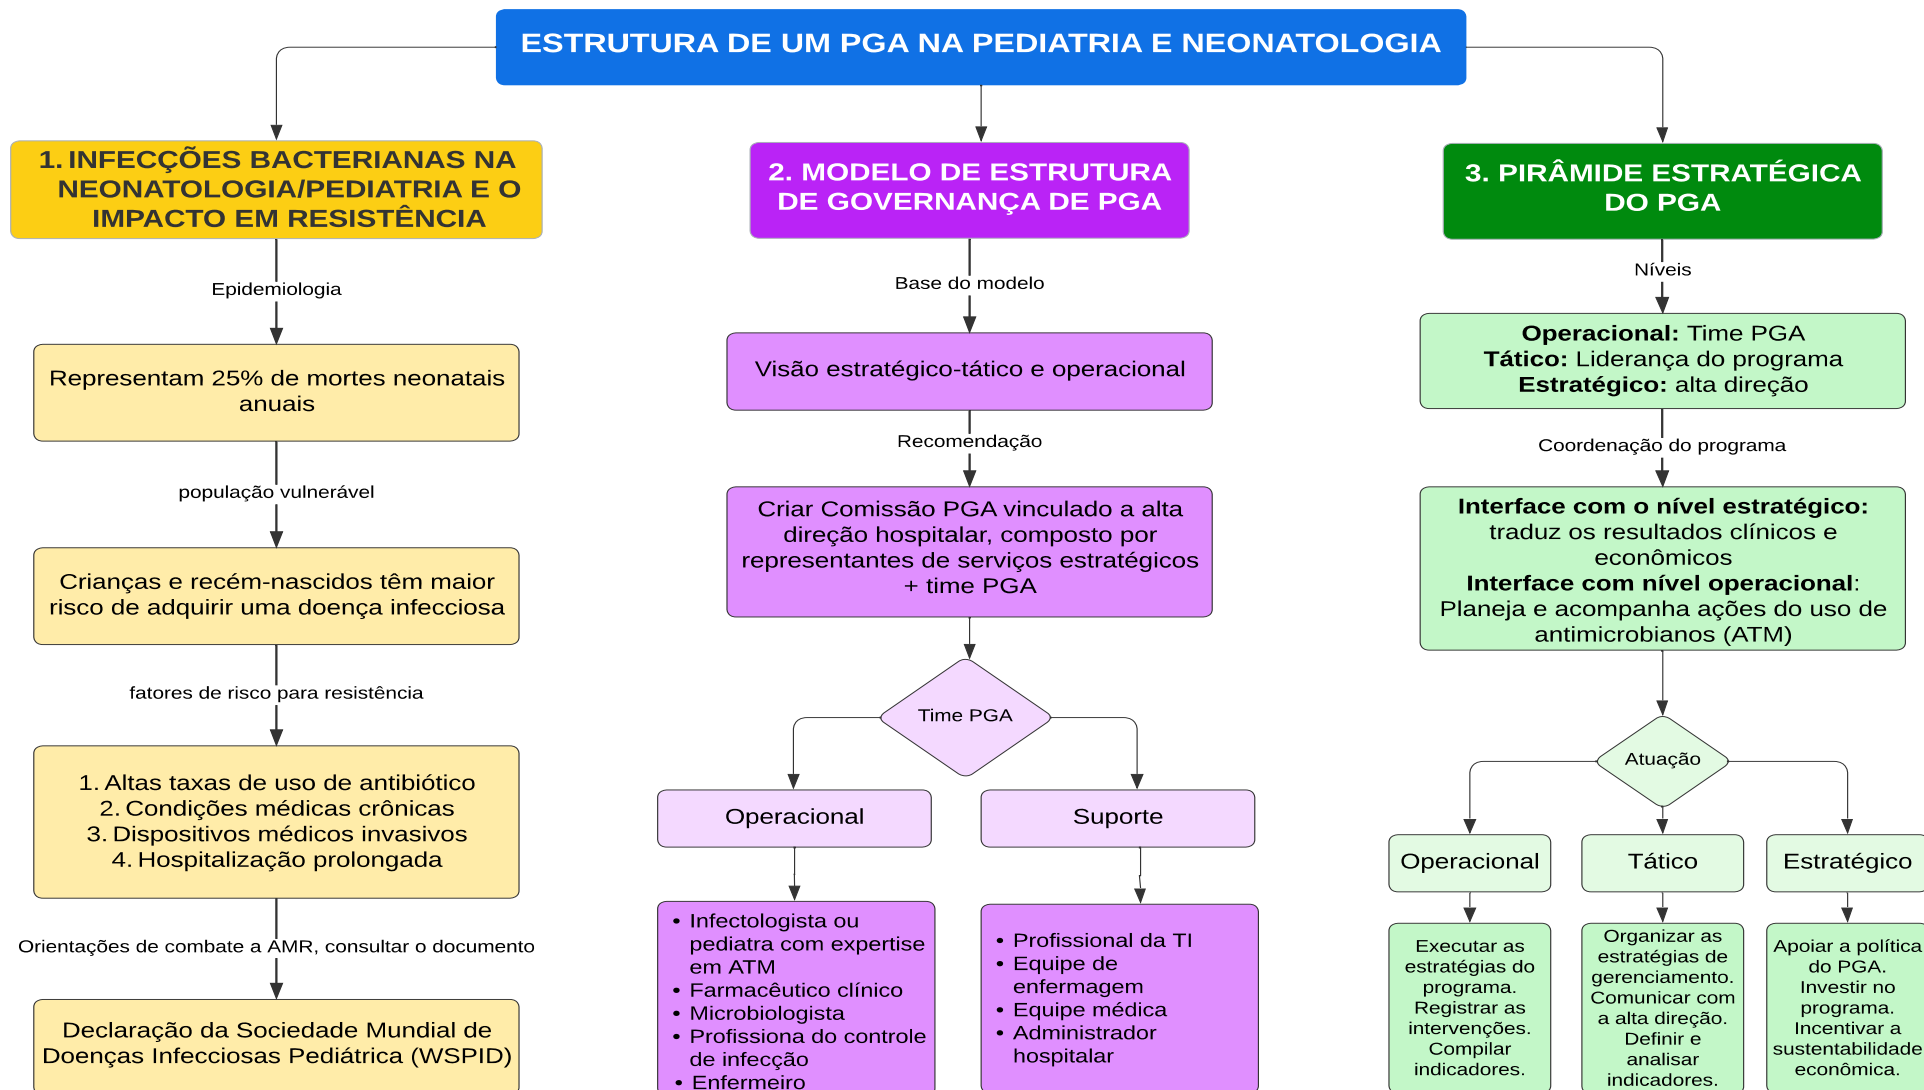 ESTRUTURA DE UM PGA NA PEDIATRIA E NEONATOLOGIA
1. INFECÇÕES BACTERIANAS NA
NEONATOLOGIA/PEDIATRIA E O
IMPACTO EM RESISTÊNCIA
Epidemiologia
Representam 25% de mortes neonatais
anuais
população vulnerável
Crianças e recém-nascidos têm maior
risco de adquirir uma doença infecciosa
fatores de risco para resistência
1. Altas taxas de uso de antibiótico
2. Condições médicas crônicas
3. Dispositivos médicos invasivos
4. Hospitalização prolongada
Orientações de combate a AMR, consultar o documento
Declaração da Sociedade Mundial de
Doenças Infecciosas Pediátrica (WSPID)
2. MODELO DE ESTRUTURA
DE GOVERNANÇA DE PGA
Base do modelo
Visão estratégico-tático e operacional
Recomendação
Criar Comissão PGA vinculado a alta
direção hospitalar, composto por
representantes de serviços estratégicos
+ time PGA
Time PGA
Operacional
• Infectologista ou
pediatra com expertise
em ATM
• Farmacêutico clínico
• Microbiologista
• Profissiona do controle
de infecção
• Enfermeiro
Suporte
• Profissional da TI
• Equipe de
enfermagem
• Equipe médica
• Administrador
hospitalar
3. PIRÂMIDE ESTRATÉGICA
DO PGA
Níveis
Operacional: Time PGA
Tático: Liderança do programa
Estratégico: alta direção
Coordenação do programa
Interface com o nível estratégico:
traduz os resultados clínicos e
econômicos
Interface com nível operacional:
Planeja e acompanha ações do uso de
antimicrobianos (ATM)
Atuação
Operacional
Executar as
estratégias do
programa.
Registrar as
intervenções.
Compilar
indicadores.
Tático
Organizar as
estratégias de
gerenciamento.
Comunicar com
a alta direção.
Definir e
analisar
indicadores.
Estratégico
Apoiar a política
do PGA.
Investir no
programa.
Incentivar a
sustentabilidade
econômica.